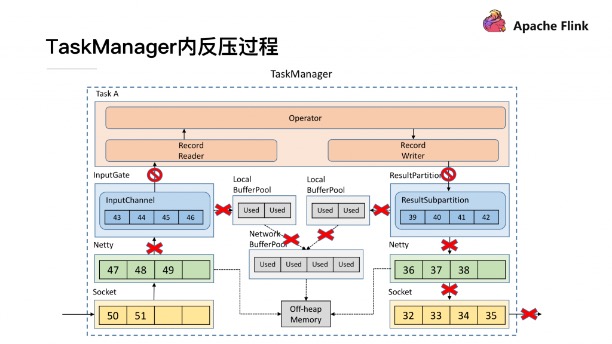 Apache Flink
TaskManager内反压过程
TaskManager
Task A
Operator
Record
Reader
Record
Writer
InputGate
InputChannel
43 44 45 46
Local
BufferPool
Used Used
Local
BufferPool
Used Used
ResultPartition
ResultSubpartition
39 40 41 42
Network
BufferPool
Used Used Used Used
Netty
47 48 49
Netty
36 37 38
Socket
50 51
Off-heap
Memory
Socket
32 33 34 35